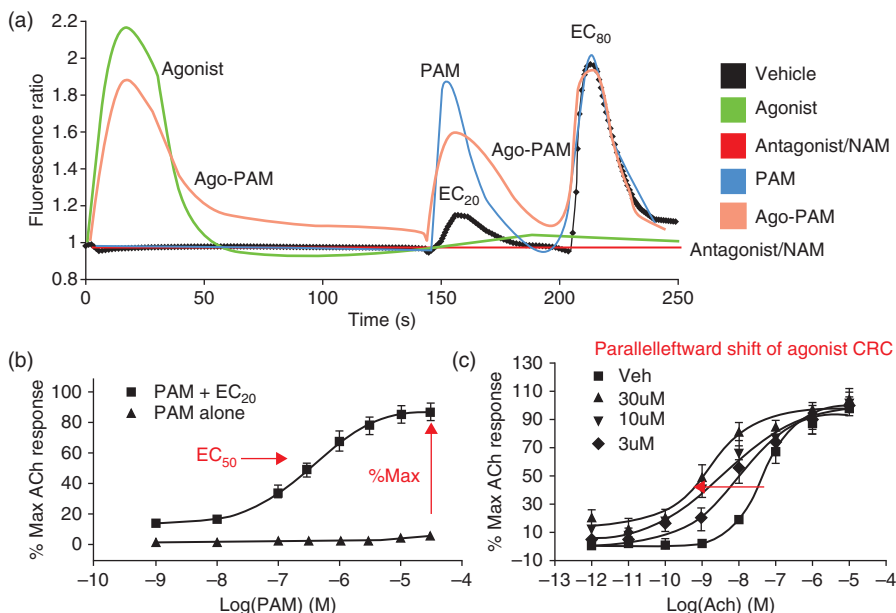 (a)
2.2
2
1.8
1.6
1.4
1.2
1
0.8
Fluorescence ratio
0
50
100
150
200
250
Time (s)
Agonist
Ago-PAM
PAM
EC20
Ago-PAM
EC80
Antagonist/NAM
Vehicle
Agonist
Antagonist/NAM
PAM
Ago-PAM
(b)
% Max ACh response
100
80
60
40
20
0
PAM + EC20
PAM alone
EC50
%Max
−10
−9
−8
−7
−6
−5
−4
Log(PAM) (M)
(c)
Parallelleftward shift of agonist CRC
% Max ACh response
130
110
90
70
50
30
10
−10
Veh
30uM
10uM
3uM
−13
−12
−11
−10
−9
−8
−7
−6
−5
−4
Log(Ach) (M)